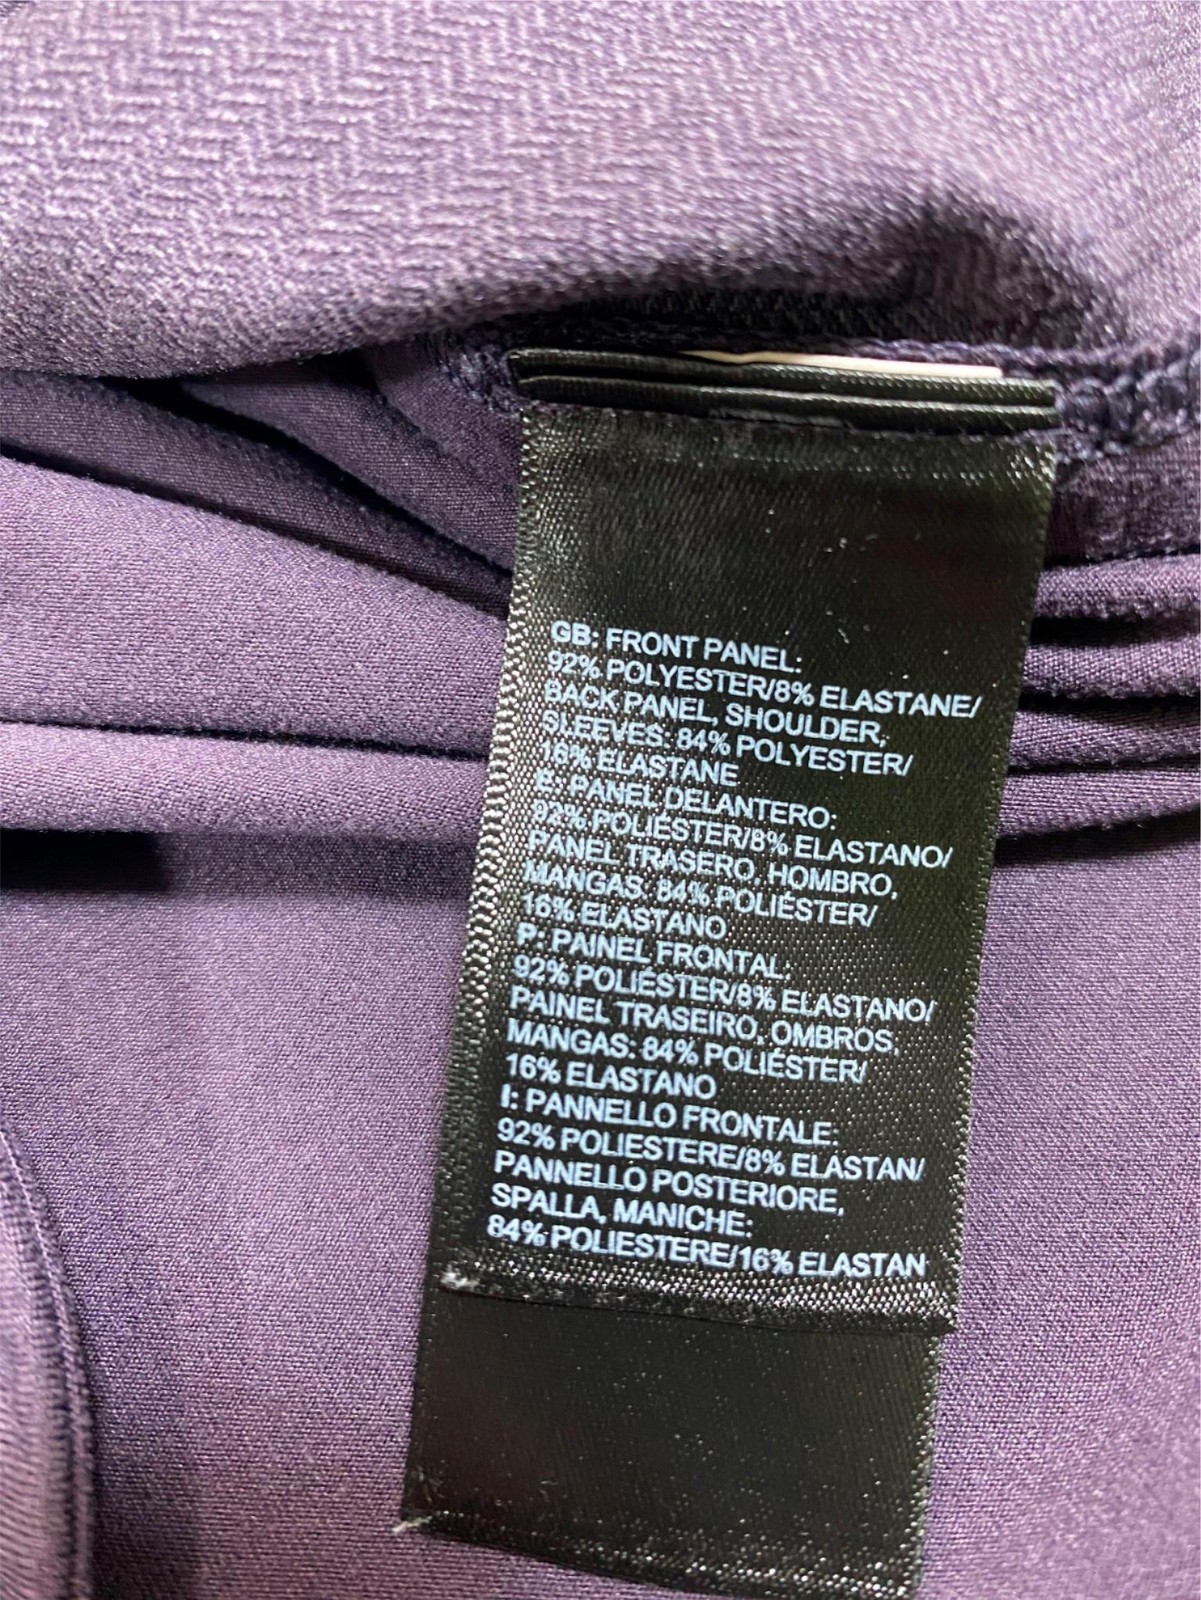 GB: FRONT PANEL:
92% POLYESTER/8% ELASTANE/
BACK PANEL, SHOULDER,
SLEEVES: 84% POLYESTER/
16% ELASTANE
E: PANEL DELANTERO:
92% POLIÉSTER/8% ELASTANO/
PANEL TRASERO, HOMBRO,
MANGAS: 84% POLIÉSTER/
16% ELASTANO
P: PAINEL FRONTAL:
92% POLIÉSTER/8% ELASTANO/
PAINEL TRASEIRO, OMBROS,
MANGAS: 84% POLIÉSTER/
16% ELASTANO
I: PANNELLO FRONTALE:
92% POLIESTERE/8% ELASTAN/
PANNELLO POSTERIORE,
SPALLA, MANICHE:
84% POLIESTERE/16% ELASTAN